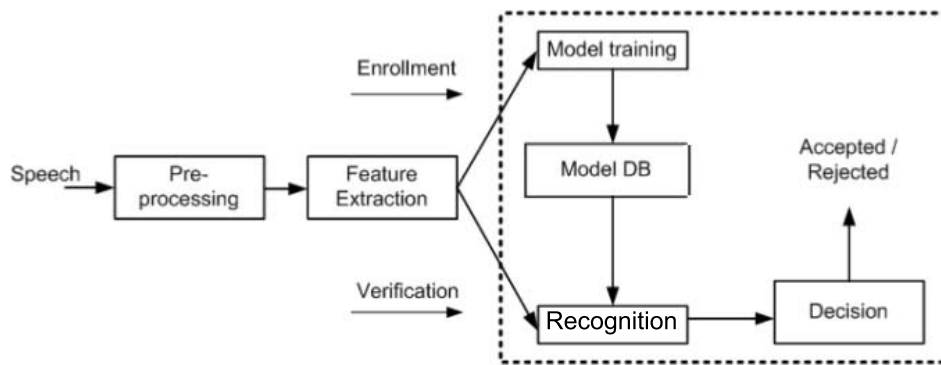 Model training
Enrollment
Speech
Pre-
processing
Feature
Extraction
Model DB
Accepted /
Rejected
Verification
Recognition
Decision